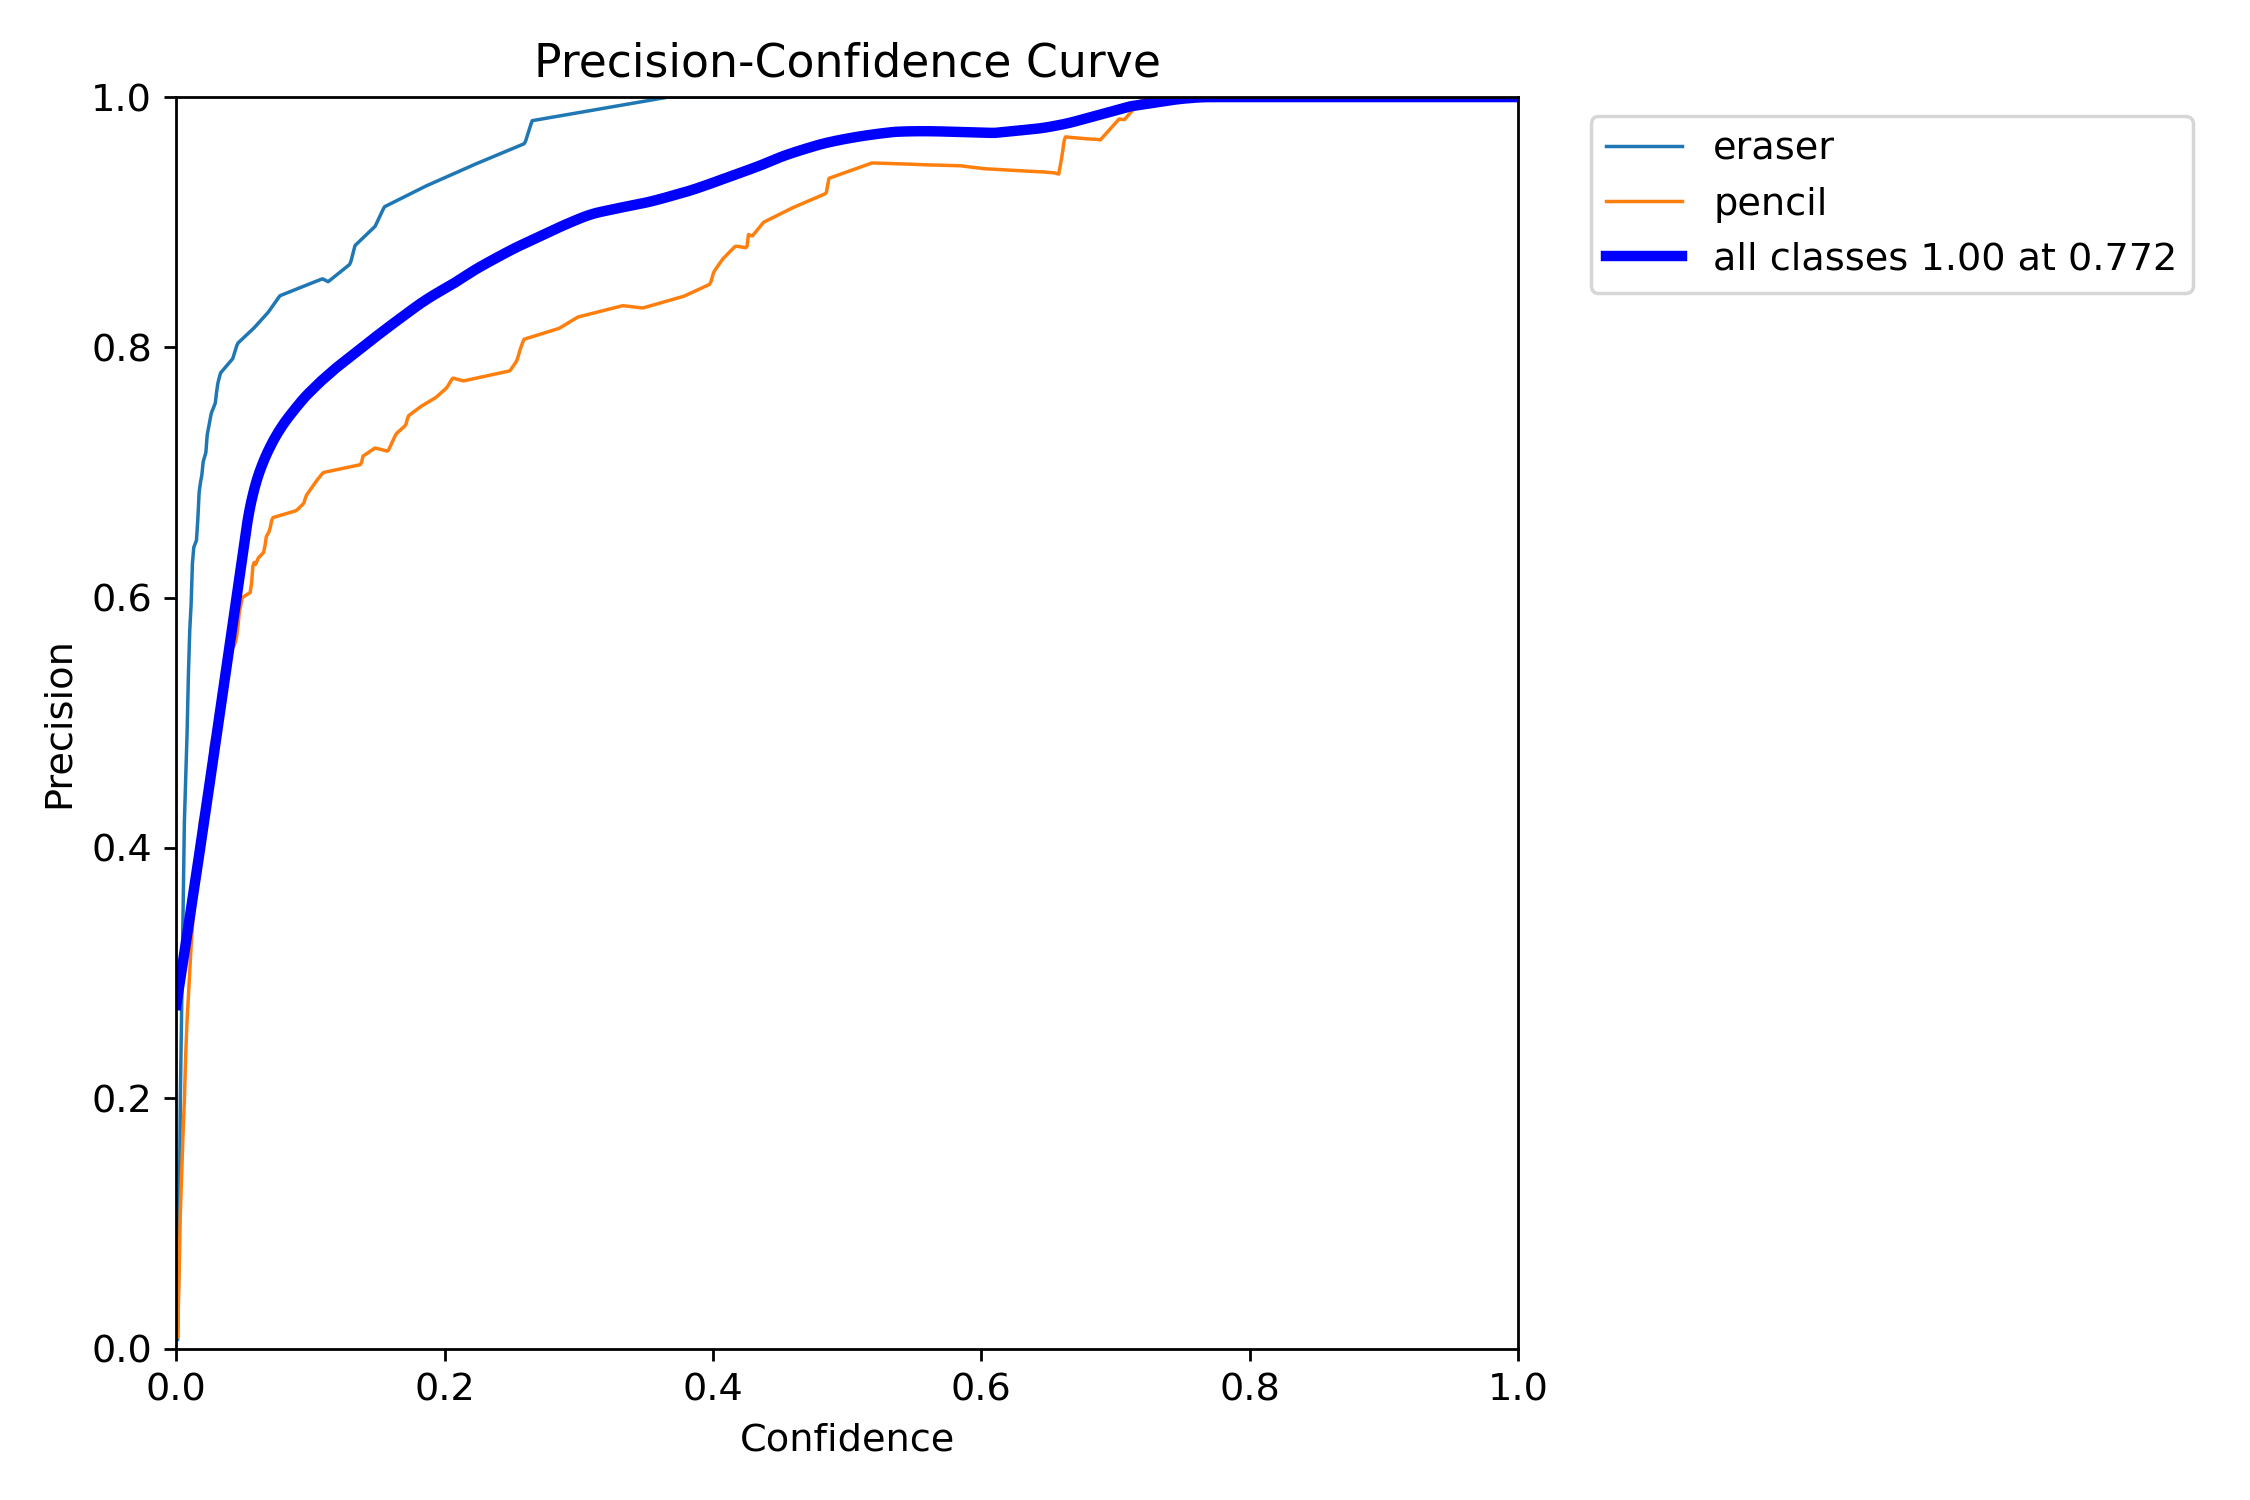 Precision-Confidence Curve
1.0
0.8
0.6
0.4
0.2
0.0
Precision
0.0 0.2 0.4 0.6 0.8 1.0
Confidence
eraser
pencil
all classes 1.00 at 0.772